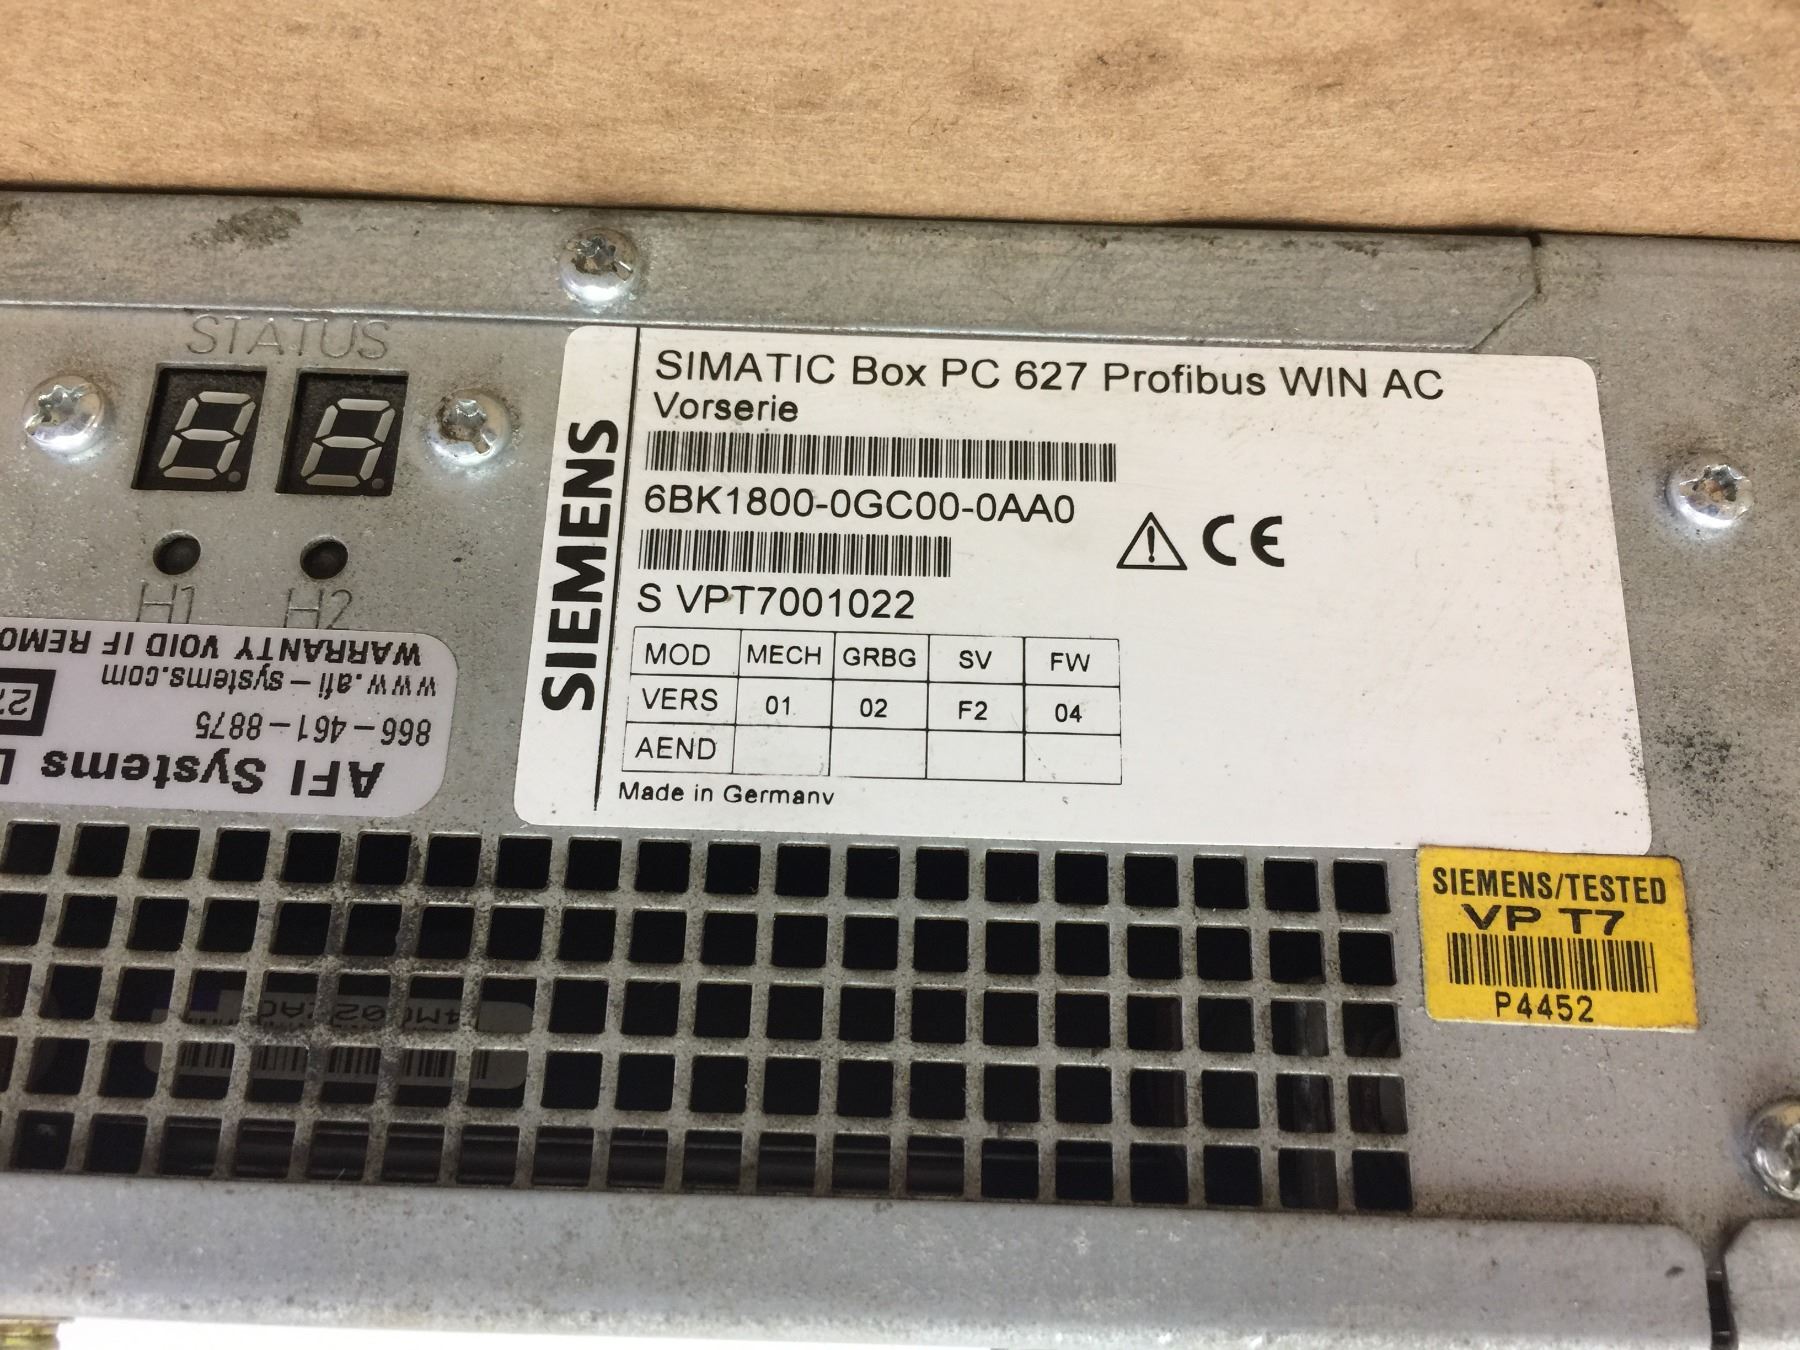 STATUS
H1 H2
SIEMENS
SIMATIC Box PC 627 Profibus WIN AC
Vorserie
6BK1800-0GC00-0AA0
CE
S VPT7001022
MOD MECH GRBG SV FW
VERS 01 02 F2 04
AEND
Made in Germany
AFI Systems
866-461-8875
www.afi-systems.com
WARRANTY VOID IF
SIEMENS/TESTED
VP T7
P4452